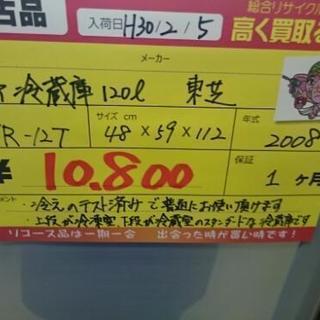 古品
入荷日 H30/2/5
総合リサイクル
高く買取
メーカー
冷蔵庫120l 東芝
R-12T
サイズ cm
48×59×112
年式
2008
10.800
保証
1ヶ月
冷えのテスト済みで普通にお使い頂けます
上段が冷凍室下段が冷蔵室のスタンダードな冷蔵庫です
リユース品は一期一会 出会った時が買い時です!